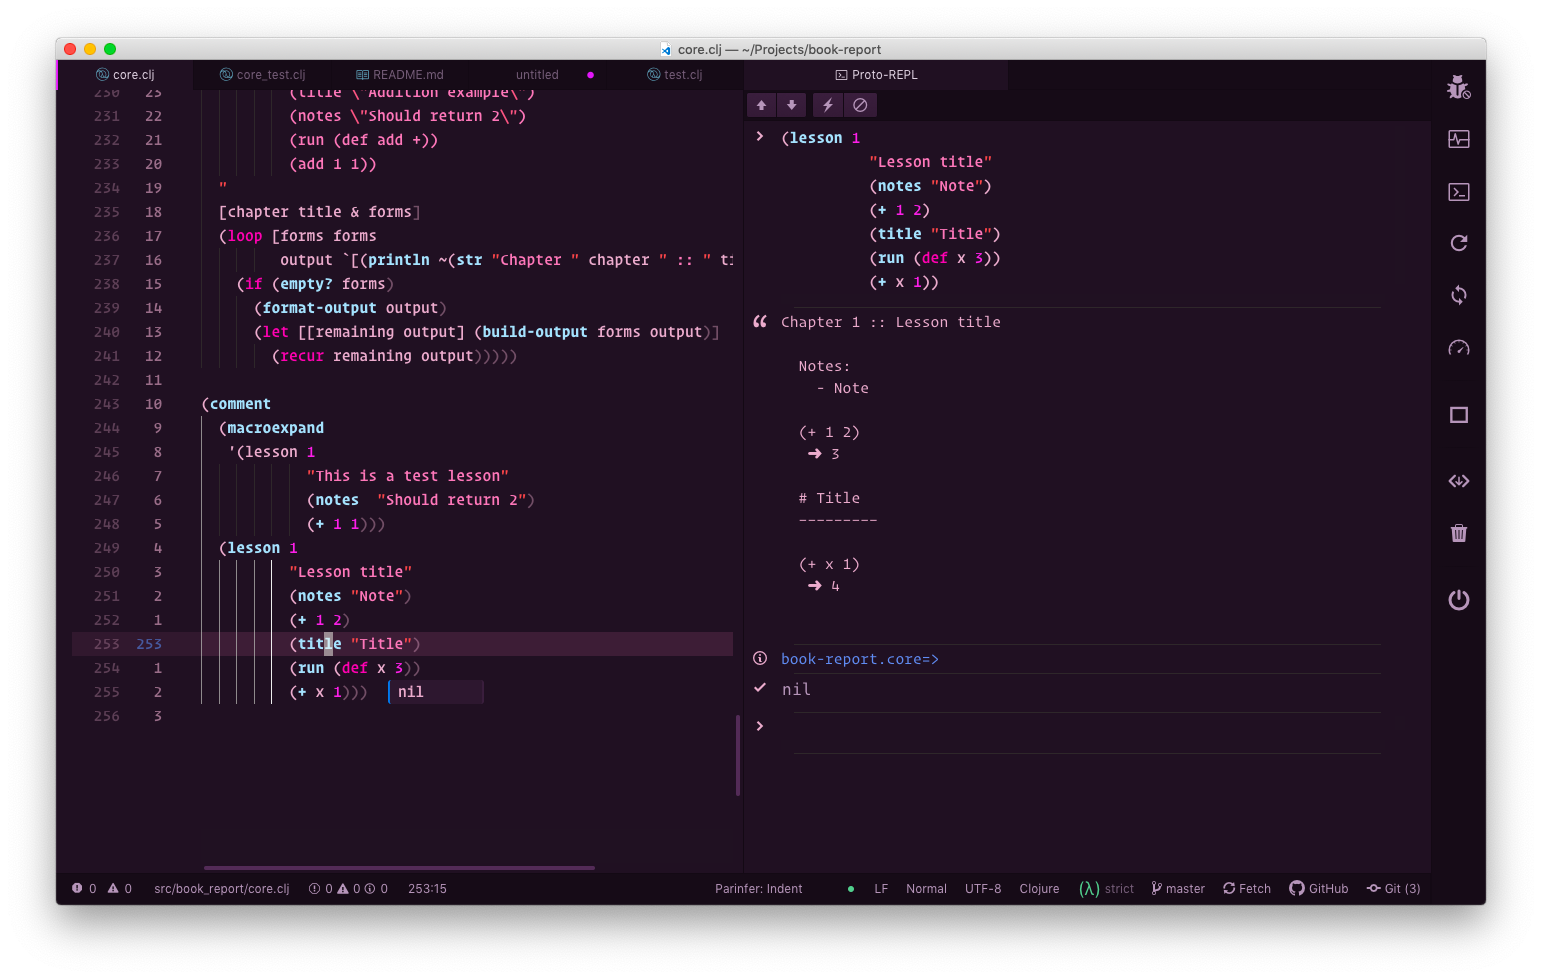 core.clj — ~/Projects/book-report
core.clj
core_test.clj
README.md
untitled
test.clj
Proto-REPL
230 23 (title \"Addition example\")
231 22 (notes \"Should return 2\")
232 21 (run (def add +))
233 20 (add 1 1))
234 19 "
235 18 [chapter title & forms]
236 17 (loop [forms forms
237 16 output `[(println ~(str "Chapter " chapter " :: " ti
238 15 (if (empty? forms)
239 14 (format-output output)
240 13 (let [[remaining output] (build-output forms output)]
241 12 (recur remaining output)))))
242 11
243 10 (comment
244 9 (macroexpand
245 8 '(lesson 1
246 7 "This is a test lesson"
247 6 (notes  "Should return 2")
248 5 (+ 1 1)))
249 4 (lesson 1
250 3 "Lesson title"
251 2 (notes "Note")
252 1 (+ 1 2)
253 253 (title "Title")
254 1 (run (def x 3))
255 2 (+ x 1))) nil
256 3
(lesson 1
"Lesson title"
(notes "Note")
(+ 1 2)
(title "Title")
(run (def x 3))
(+ x 1))
Chapter 1 :: Lesson title
Notes:
- Note
(+ 1 2)
➜ 3
# Title
---------
(+ x 1)
➜ 4
book-report.core=>
nil
0 0 src/book_report/core.clj 0 0 0 253:15 Parinfer: Indent LF Normal UTF-8 Clojure (λ) strict master Fetch GitHub Git (3)